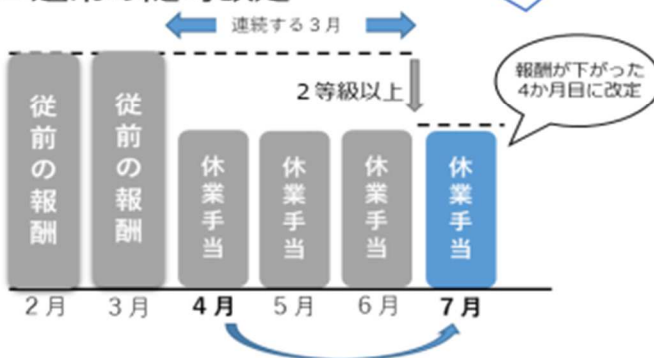 連続する3月
2等級以上
報酬が下がった
4か月目に改定
従前の報酬
従前の報酬
休業手当
休業手当
休業手当
休業手当
2月
3月
4月
5月
6月
7月